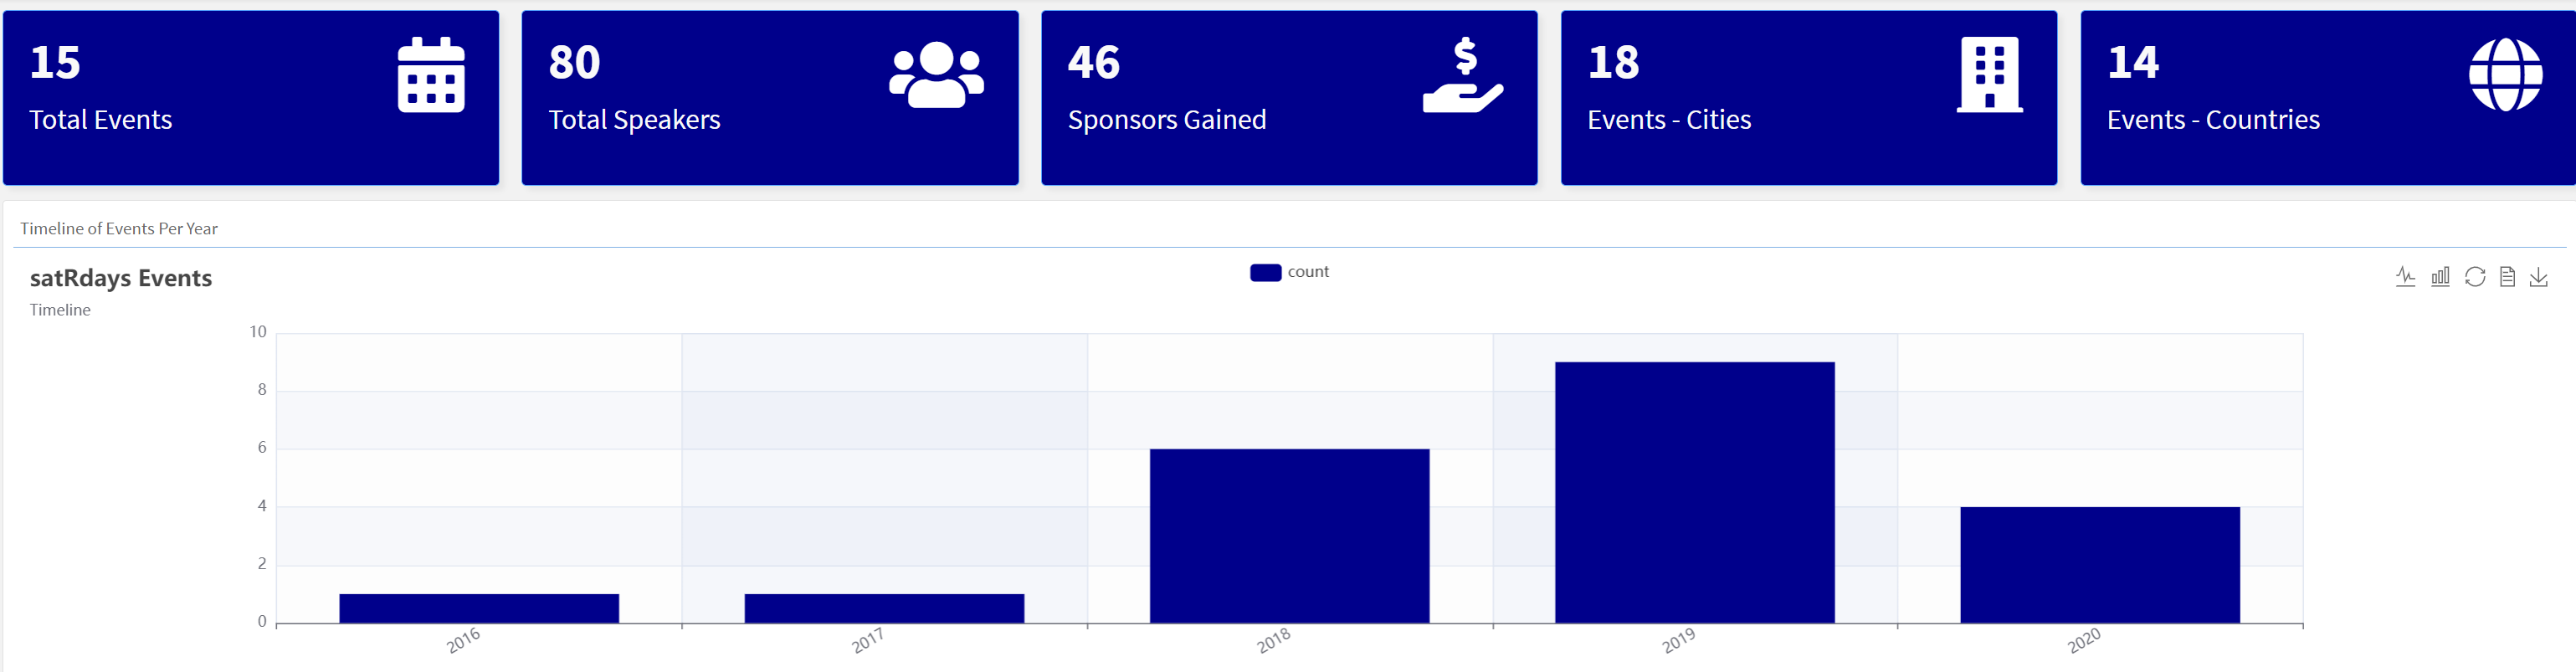 15
Total Events
80
Total Speakers
46
Sponsors Gained
18
Events - Cities
14
Events - Countries
Timeline of Events Per Year
satRdays Events
Timeline
count
10
8
6
4
2
0
2016
2017
2018
2019
2020